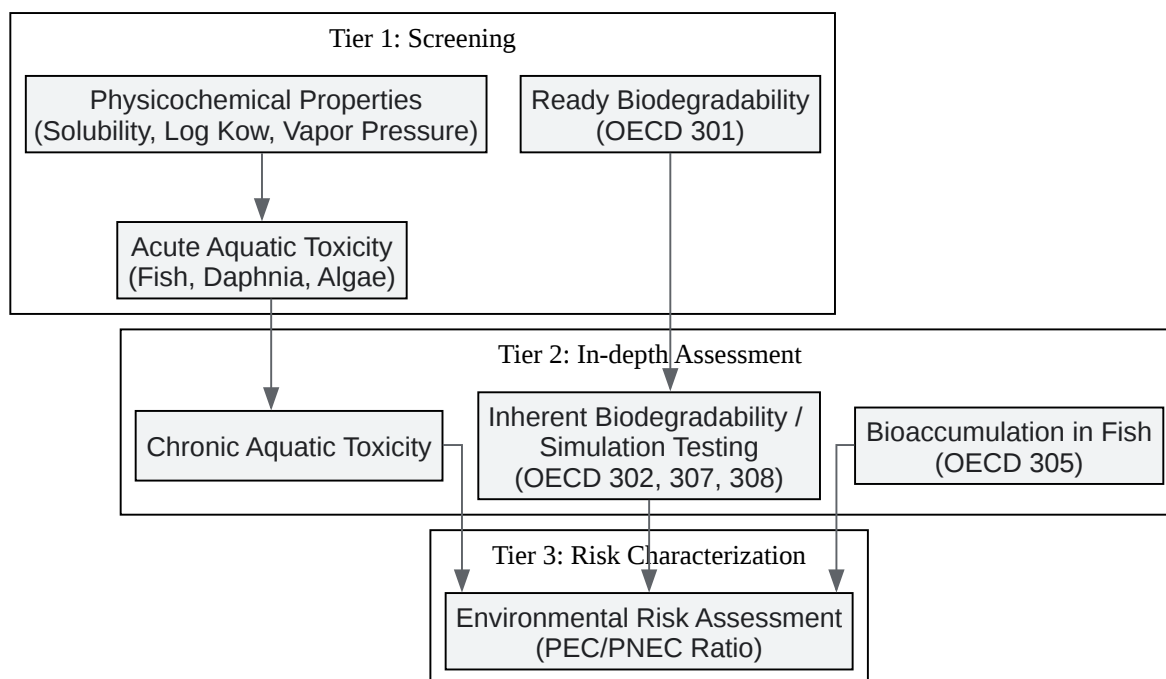 Tier 1: Screening
Physicochemical Properties
(Solubility, Log Kow, Vapor Pressure)
Ready Biodegradability
(OECD 301)
Acute Aquatic Toxicity
(Fish, Daphnia, Algae)
Tier 2: In-depth Assessment
Chronic Aquatic Toxicity
Inherent Biodegradability /
Simulation Testing
(OECD 302, 307, 308)
Bioaccumulation in Fish
(OECD 305)
Tier 3: Risk Characterization
Environmental Risk Assessment
(PEC/PNEC Ratio)